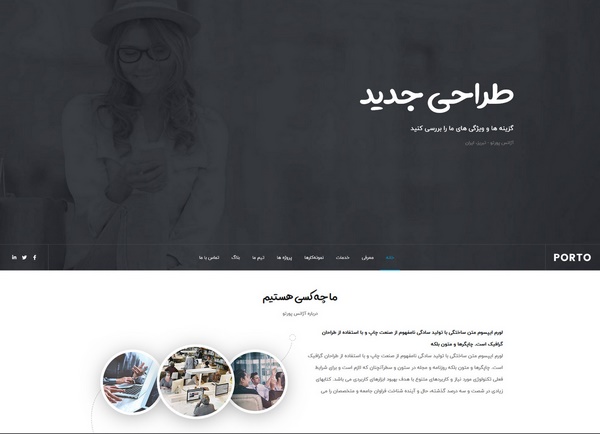 طراحی جدید
گزینه ها و ویژگی های ما را بررسی کنید
آژانس پورتو - تبریز، ایران
PORTO
خانه معرفی خدمات نمونه‌کارها پروژه ها تیم ما بلاگ تماس با ما
ما چه کسی هستیم
درباره آژانس پورتو
لورم ایپسوم متن ساختگی با تولید سادگی نامفهوم از صنعت چاپ و با استفاده از طراحان
گرافیک است. چاپگرها و متون بلکه
لورم ایپسوم متن ساختگی با تولید سادگی نامفهوم از صنعت چاپ و با استفاده از طراحان گرافیک
است. چاپگرها و متون بلکه روزنامه و مجله در ستون و سطرآنچنان که لازم است و برای شرایط
فعلی تکنولوژی مورد نیاز و کاربردهای متنوع با هدف بهبود ابزارهای کاربردی می باشد. کتابهای
زیادی در شصت و سه درصد گذشته، حال و آینده شناخت فراوان جامعه و متخصصان را می